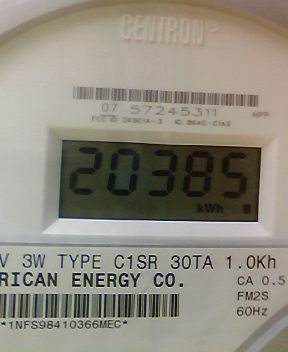 CENTRON®
07 57245311
MPP
20385
kWh
V 3W TYPE C1SR 30TA 1.0Kh
RICAN ENERGY CO.
CA 0.5
FM2S
60Hz
*1NFS98410366MEC*